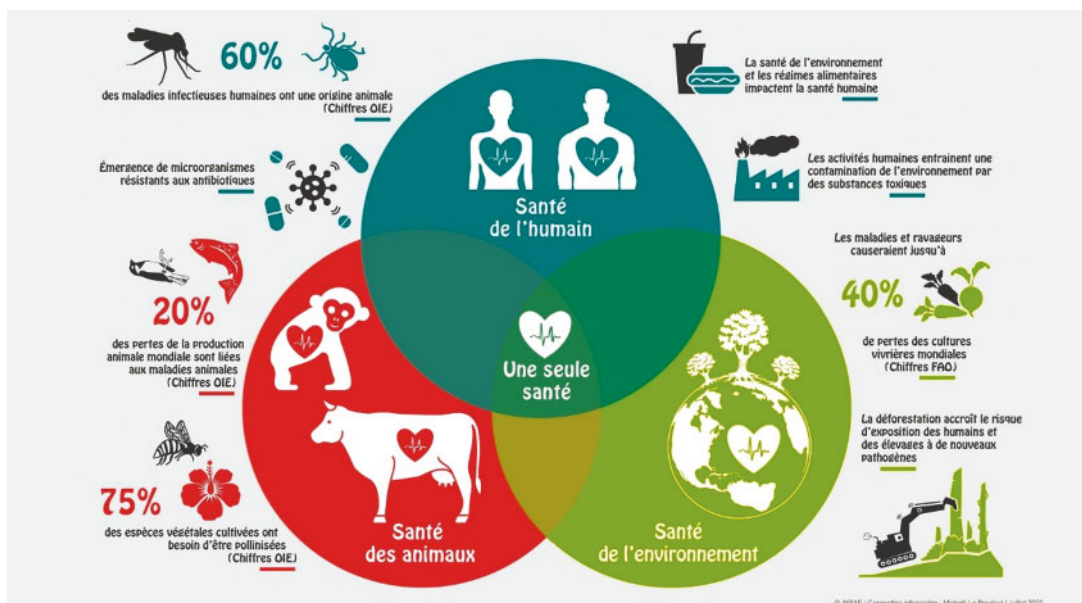 60%
des maladies infectieuses humaines ont une origine animale
(Chiffres OIE)
Émergence de microorganismes
résistants aux antibiotiques
20%
des pertes de la production
animale mondiale sont liées
aux maladies animales
(Chiffres OIE)
75%
des espèces végétales cultivées ont
besoin d'être pollinisées
(Chiffres OIE)
Santé
de l'humain
Une seule
santé
Santé
des animaux
Santé
de l'environnement
La santé de l'environnement
et les régimes alimentaires
impactent la santé humaine
Les activités humaines entrainent une
contamination de l'environnement par
des substances toxiques
Les maladies et ravageurs
causeraient jusqu'à
40%
de pertes des cultures
vivrières mondiales
(Chiffres FAO)
La déforestation accroît le risque
d'exposition des humains et
des élevages à de nouveaux
pathogènes